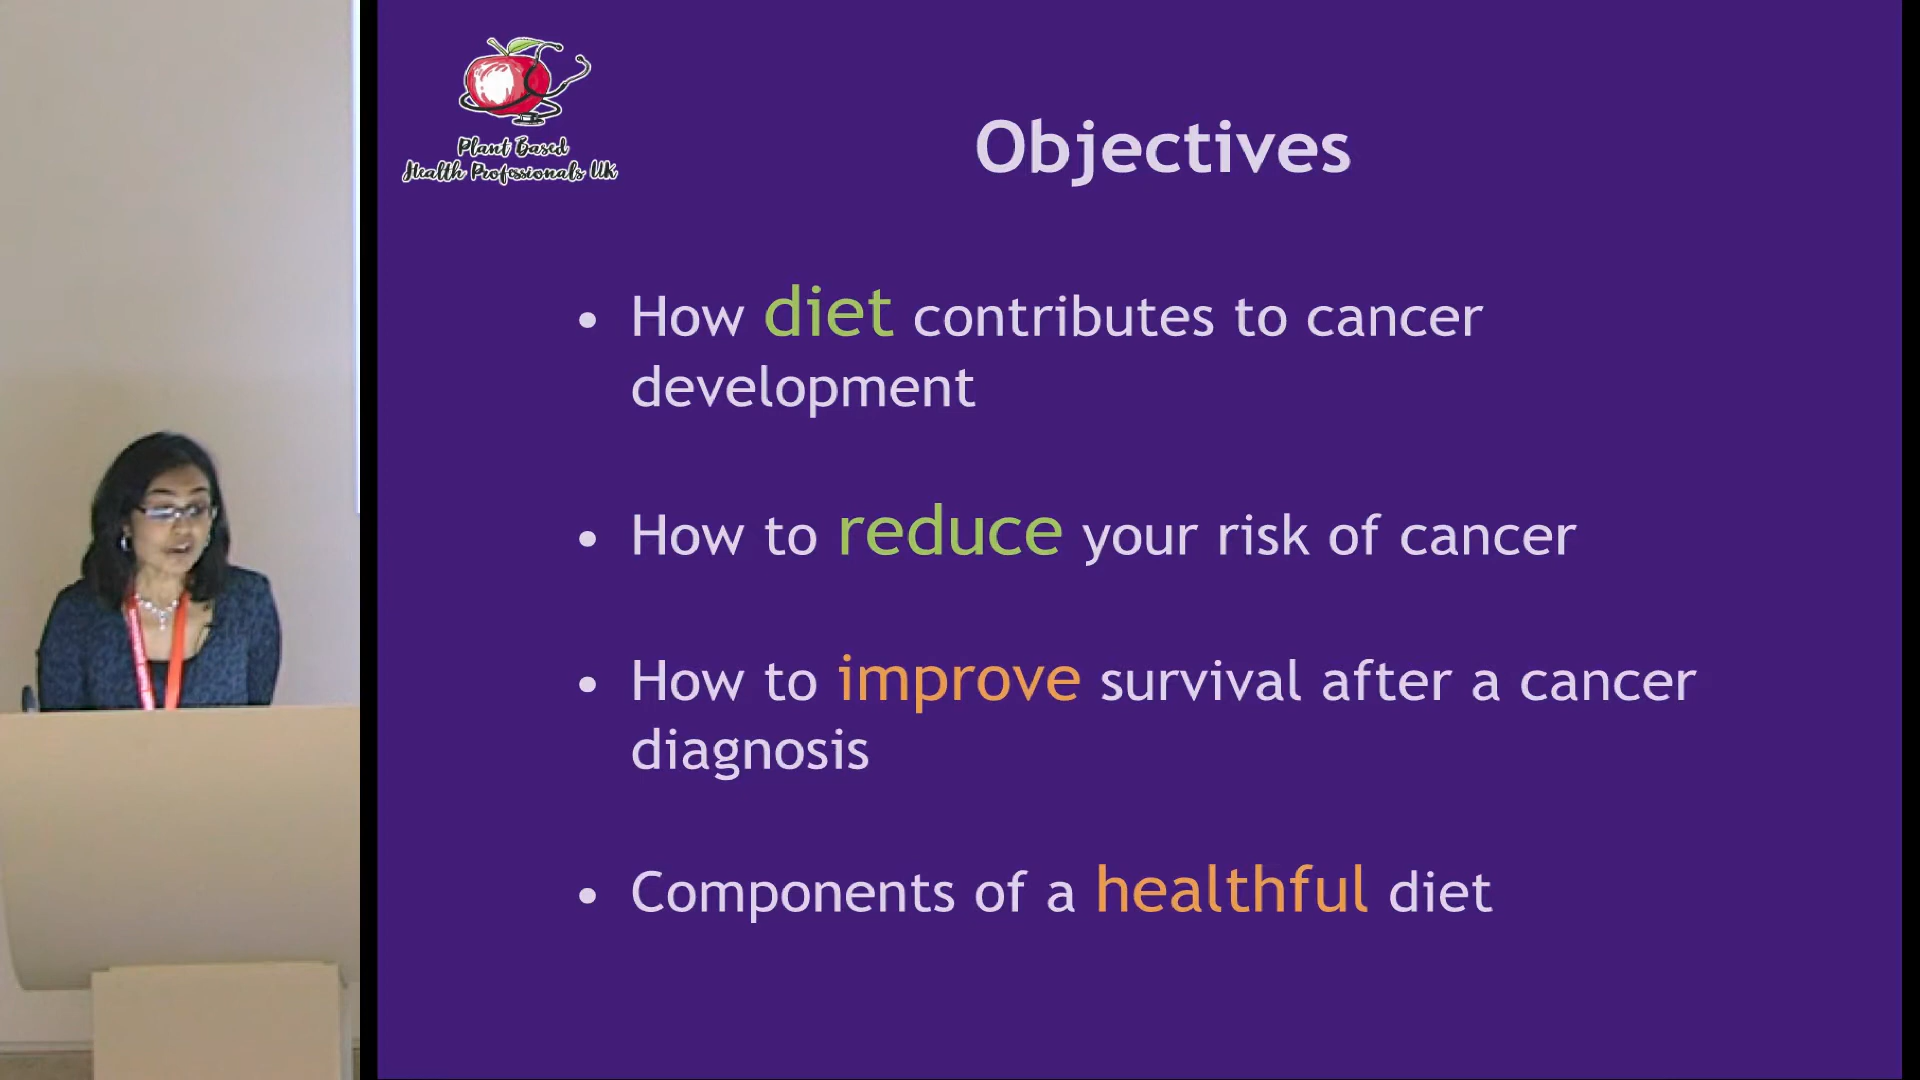 Plant Based
Health Professionals UK
Objectives
• How diet contributes to cancer
development
• How to reduce your risk of cancer
• How to improve survival after a cancer
diagnosis
• Components of a healthful diet